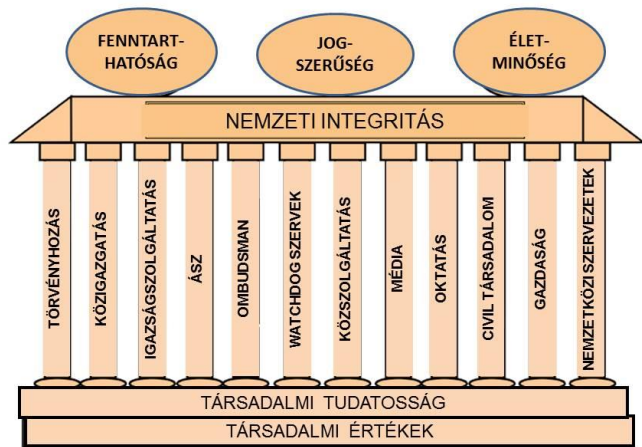 FENNTART-
HATÓSÁG
JOG-
SZERŰSÉG
ÉLET-
MINŐSÉG
NEMZETI INTEGRITÁS
TÖRVÉNYHOZÁS
KÖZIGAZGATÁS
IGAZSÁGSZOLGÁLTATÁS
ÁSZ
OMBUDSMAN
WATCHDOG SZERVEK
KÖZSZOLGÁLTATÁS
MÉDIA
OKTATÁS
CIVIL TÁRSADALOM
GAZDASÁG
NEMZETKÖZI SZERVEZETEK
TÁRSADALMI TUDATOSSÁG
TÁRSADALMI ÉRTÉKEK